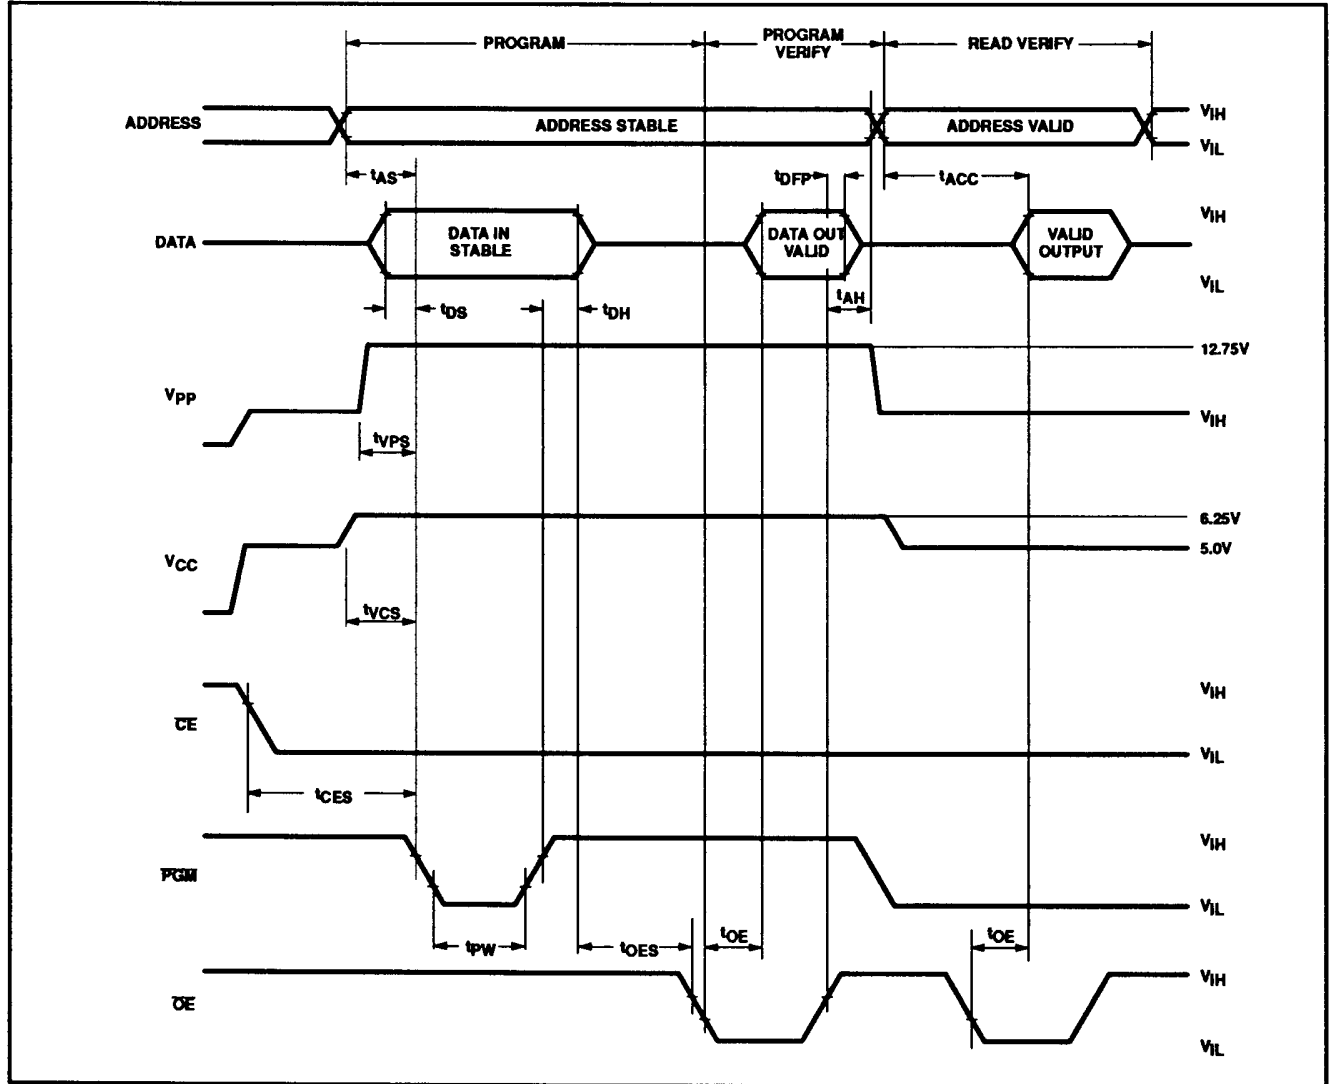 PROGRAM
PROGRAM
VERIFY
READ VERIFY
ADDRESS
ADDRESS STABLE
ADDRESS VALID
VIH
VIL
tAS
tDFP
tACC
DATA
DATA IN
STABLE
DATA OUT
VALID
VALID
OUTPUT
VIH
VIL
tDS
tDH
tAH
VPP
12.75V
VIH
tVPS
VCC
6.25V
5.0V
tVCS
CE
VIH
VIL
tCES
PGM
VIH
VIL
tPW
tOES
tOE
tOE
OE
VIH
VIL